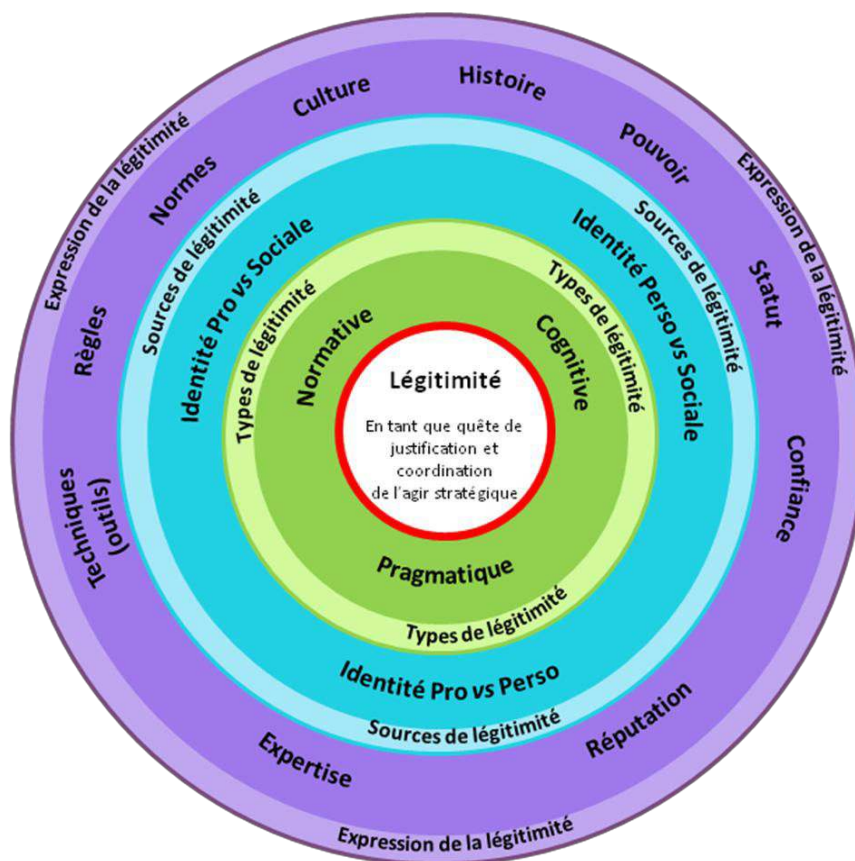 Histoire
Culture
Pouvoir
Expression de la légitimité
Expression de la légitimité
Normes
Sources de légitimité
Sources de légitimité
Statut
Identité Pro vs Sociale
Identité Perso vs Sociale
Types de légitimité
Types de légitimité
Règles
Normative
Cognitive
Légitimité
En tant que quête de
justification et
coordination
de l'agir stratégique
Confiance
Techniques
(outils)
Pragmatique
Types de légitimité
Identité Pro vs Perso
Sources de légitimité
Réputation
Expertise
Expression de la légitimité